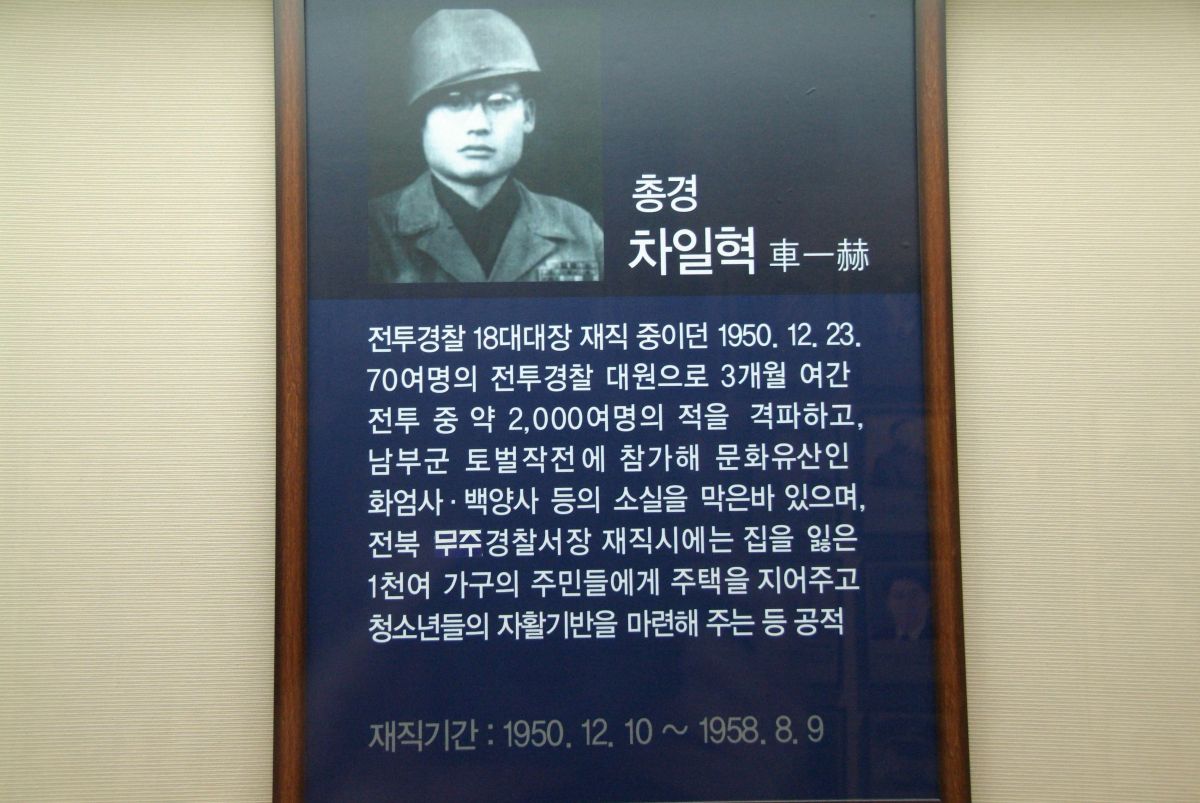 총경
차일혁 車一赫
전투경찰 18대대장 재직 중이던 1950. 12. 23.
70여명의 전투경찰 대원으로 3개월 여간
전투 중 약 2,000여명의 적을 격파하고,
남부군 토벌작전에 참가해 문화유산인
화엄사·백양사 등의 소실을 막은바 있으며,
전북 무주경찰서장 재직시에는 집을 잃은
1천여 가구의 주민들에게 주택을 지어주고
청소년들의 자활기반을 마련해 주는 등 공적
재직기간 : 1950. 12. 10 ~ 1958. 8. 9